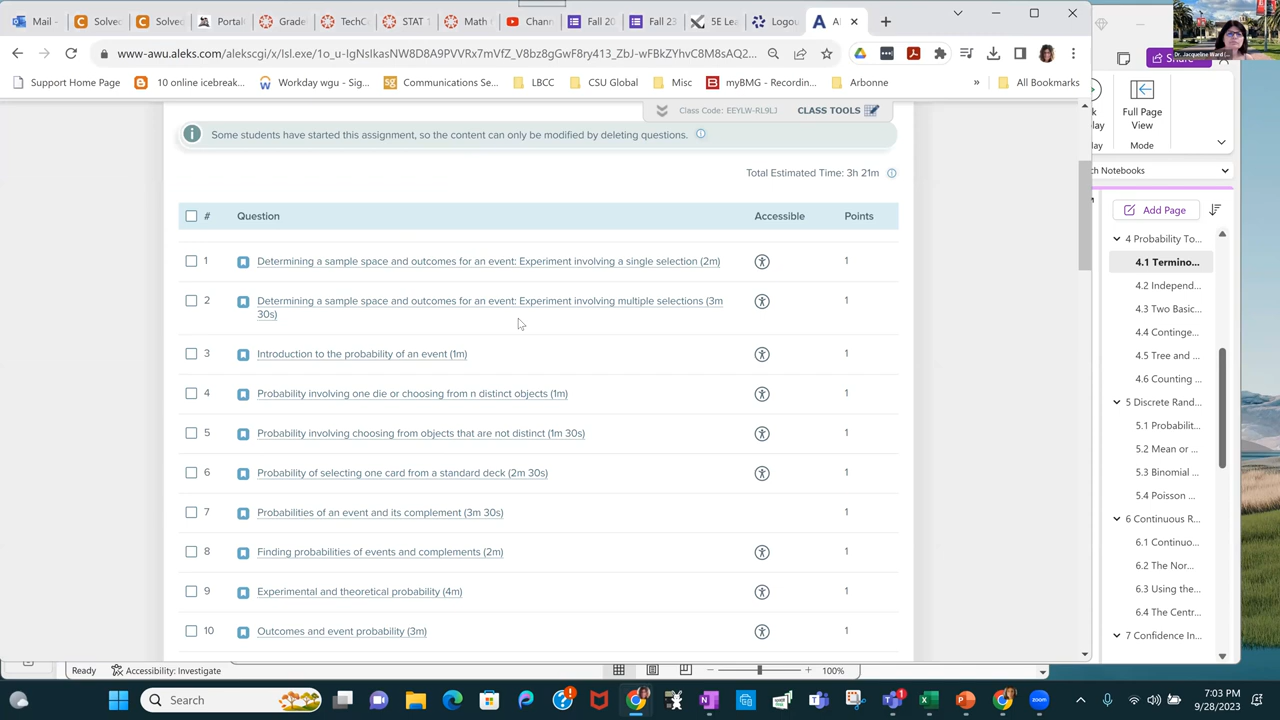 Mail -
Solvec
Solvec
Portal
Grade
TechCo
STAT 1
Math (
Chan
Fall 20
Fall 23
5E Lea
Logou
Al
www-awu.aleks.com/alekscgi/x/Isl.exe/
Support Home Page
10 online icebreak...
Workday wgu - Sig...
Communications Se...
LBCC
CSU Global
Misc
myBMG - Recordin...
Arbonne
»
All Bookmarks
Share
Dr. Jacqueline Ward (...
Full Page
View
Mode
ch Notebooks
Add Page
Class Code: EEYLW-RL9LJ
CLASS TOOLS
Some students have started this assignment, so the content can only be modified by deleting questions.
Total Estimated Time: 3h 21m
# Question Accessible Points
1 Determining a sample space and outcomes for an event: Experiment involving a single selection (2m) 1
2 Determining a sample space and outcomes for an event: Experiment involving multiple selections (3m
30s) 1
3 Introduction to the probability of an event (1m) 1
4 Probability involving one die or choosing from n distinct objects (1m) 1
5 Probability involving choosing from objects that are not distinct (1m 30s) 1
6 Probability of selecting one card from a standard deck (2m 30s) 1
7 Probabilities of an event and its complement (3m 30s) 1
8 Finding probabilities of events and complements (2m) 1
9 Experimental and theoretical probability (4m) 1
10 Outcomes and event probability (3m) 1
4 Probability To...
4.1 Termino...
4.2 Independ...
4.3 Two Basic...
4.4 Continge...
4.5 Tree and ...
4.6 Counting ...
5 Discrete Rand...
5.1 Probabilit...
5.2 Mean or ...
5.3 Binomial ...
5.4 Poisson ...
6 Continuous R...
6.1 Continuo...
6.2 The Nor...
6.3 Using the...
6.4 The Centr...
7 Confidence In...
Ready
Accessibility: Investigate
100%
Search
7:03 PM
9/28/2023